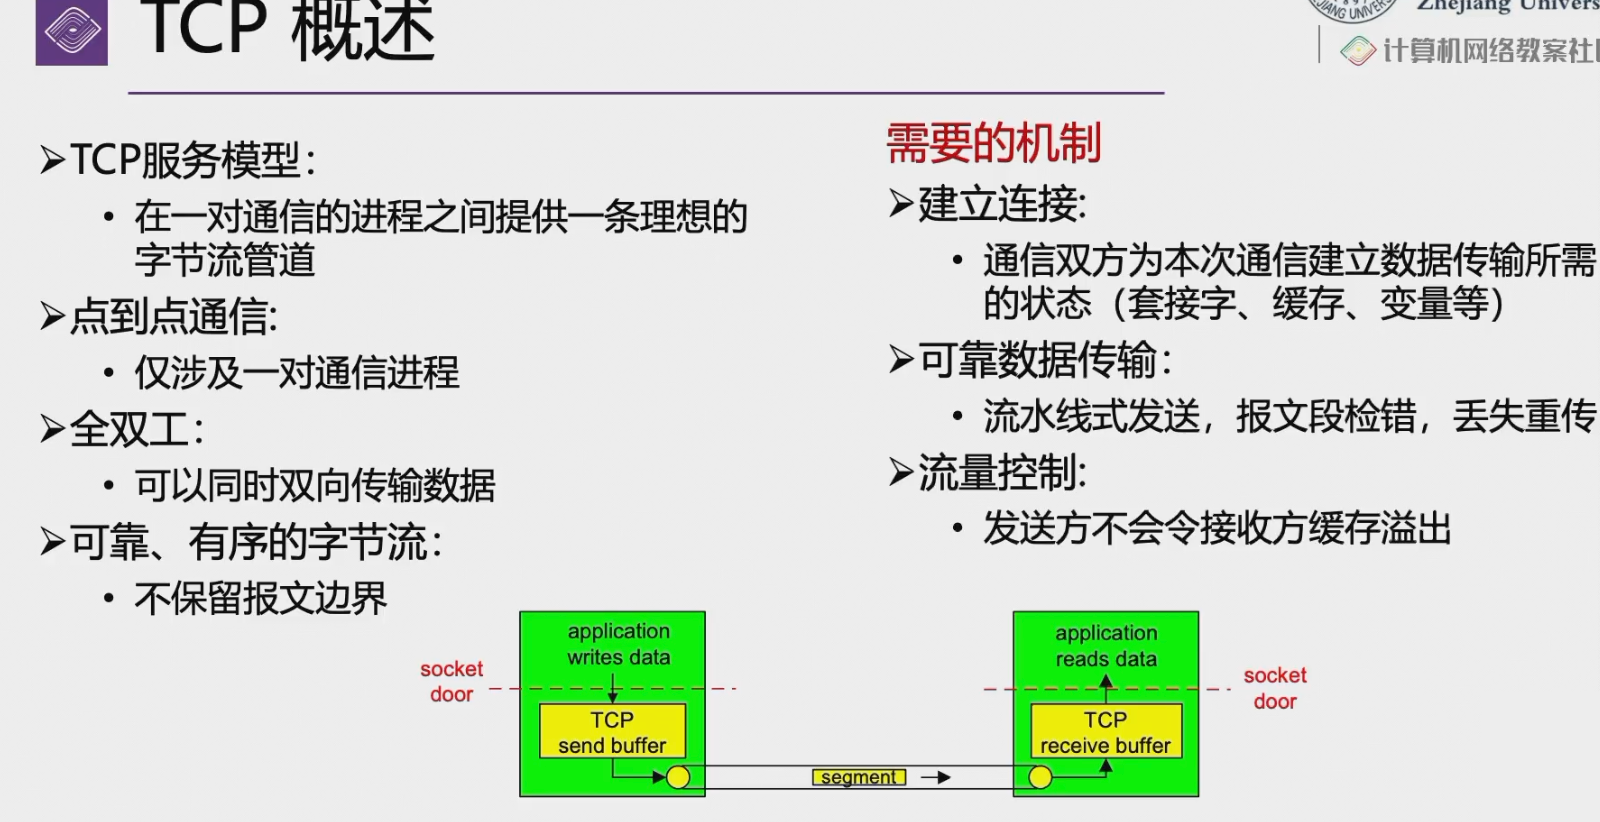 TCP 概述
Zhejiang Univers
计算机网络教案社
➢TCP服务模型：
• 在一对通信的进程之间提供一条理想的
字节流管道
➢点到点通信:
• 仅涉及一对通信进程
➢全双工：
• 可以同时双向传输数据
➢可靠、有序的字节流：
• 不保留报文边界
需要的机制
➢建立连接:
• 通信双方为本次通信建立数据传输所需
的状态（套接字、缓存、变量等）
➢可靠数据传输：
• 流水线式发送，报文段检错，丢失重传
➢流量控制:
• 发送方不会令接收方缓存溢出
socket
door
application
writes data
TCP
send buffer
segment
application
reads data
TCP
receive buffer
socket
door